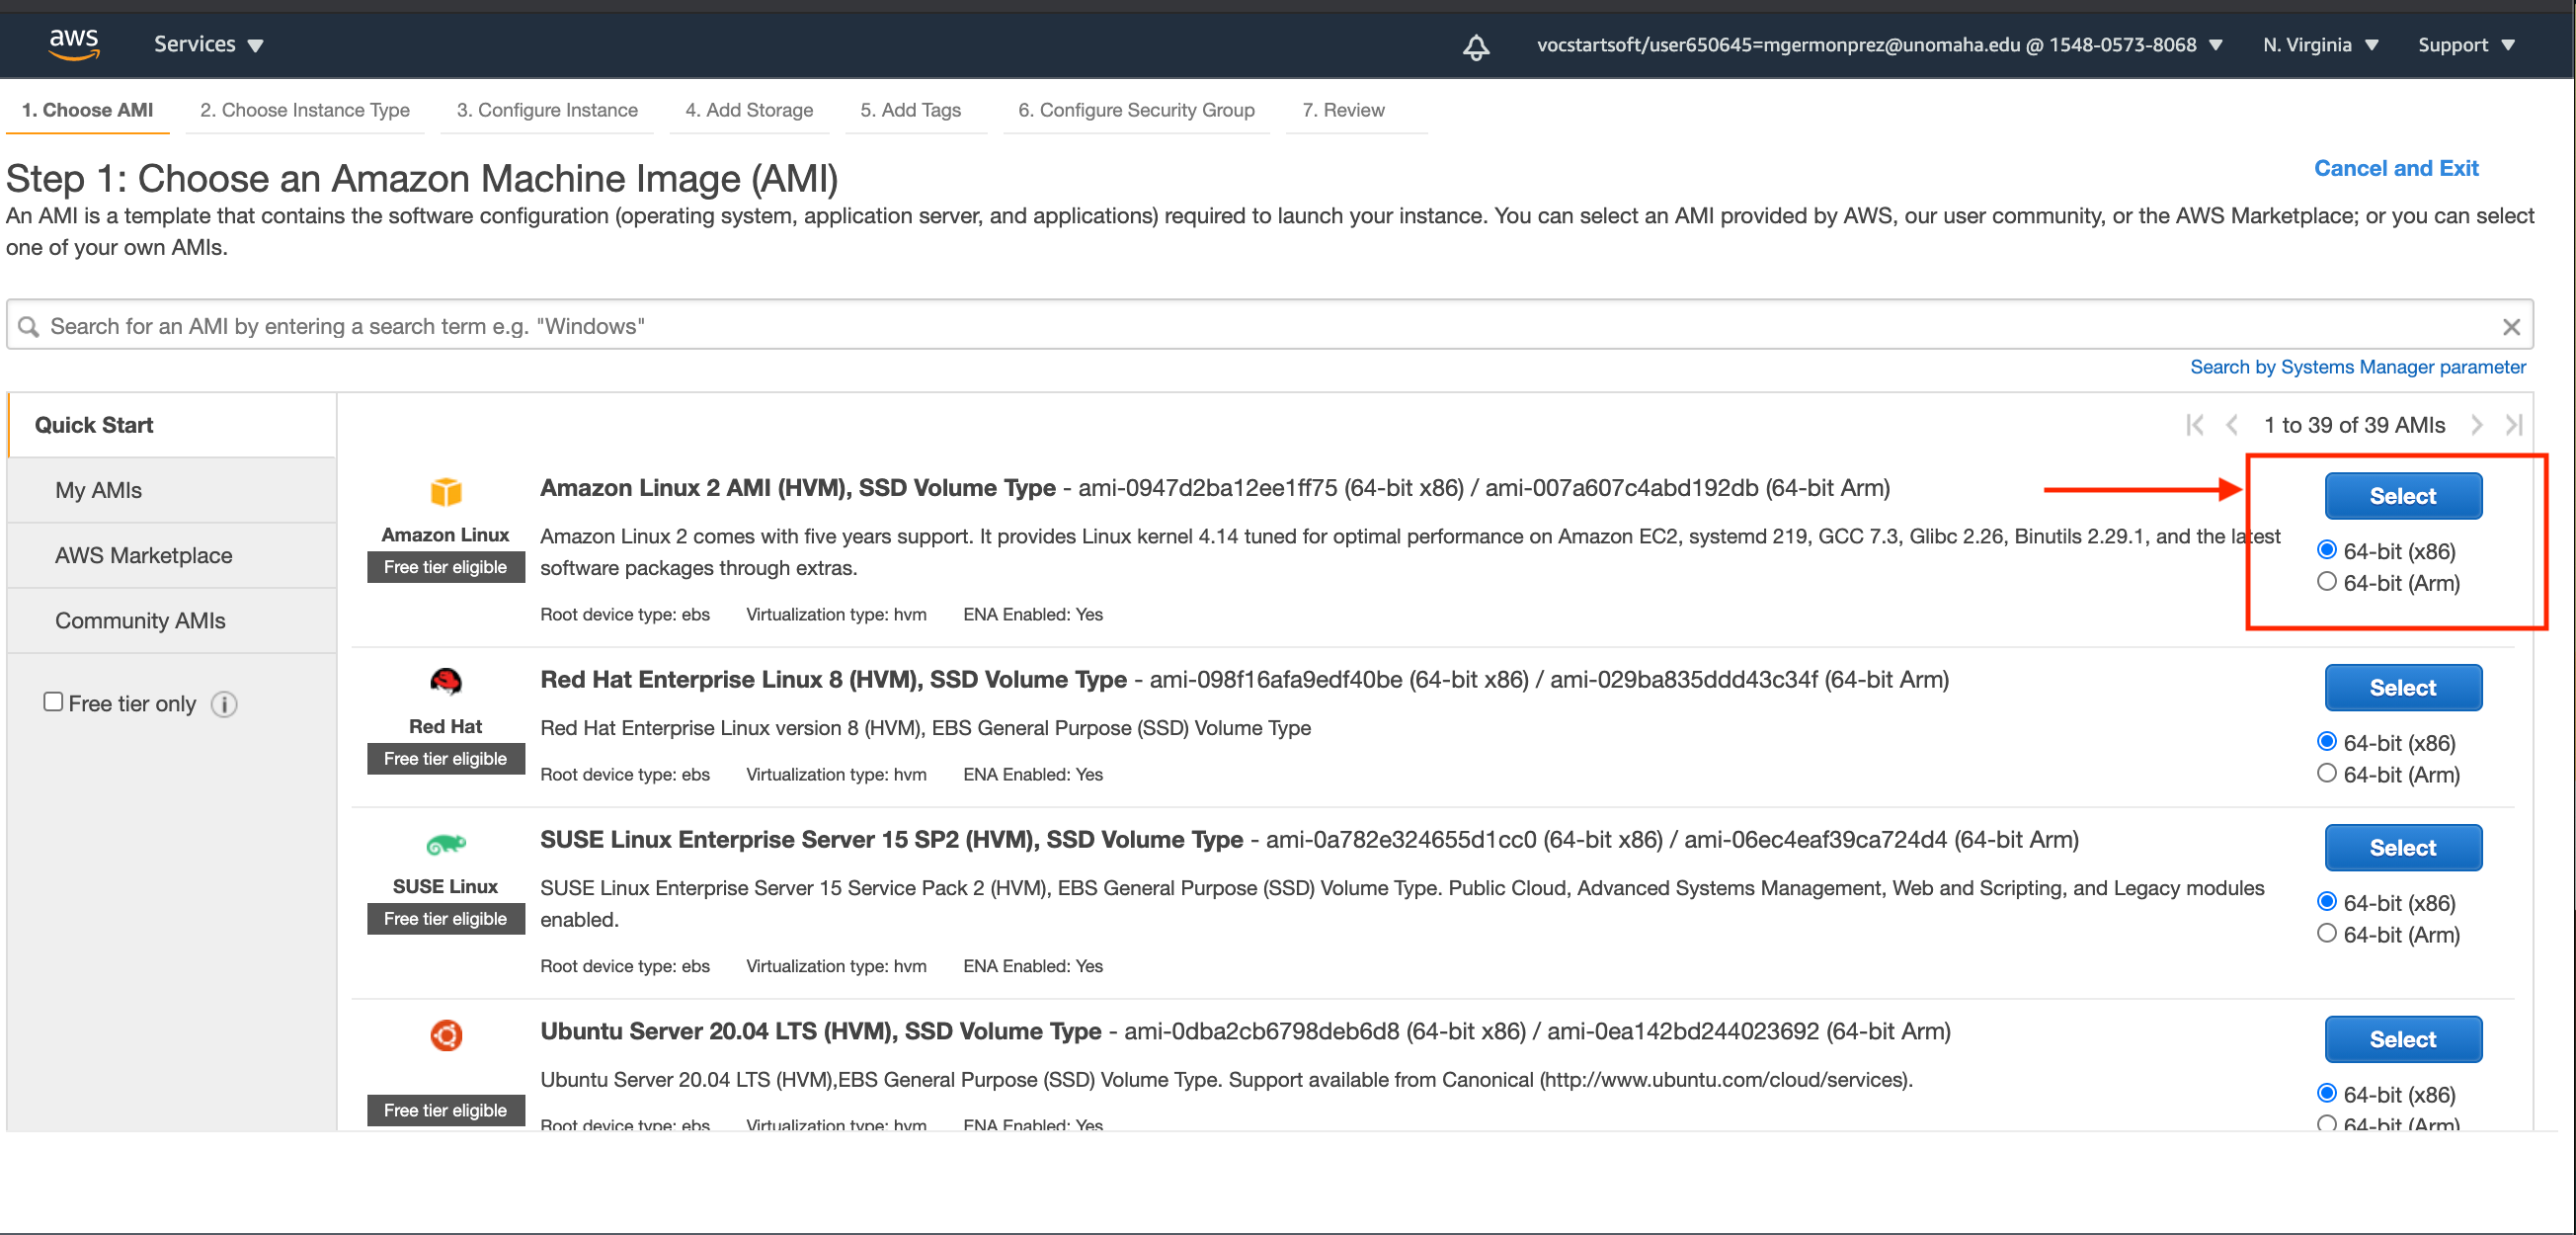 aws
Services
vocstartsoft/user650645=mgermonprez@unomaha.edu @ 1548-0573-8068
N. Virginia
Support
1. Choose AMI
2. Choose Instance Type
3. Configure Instance
4. Add Storage
5. Add Tags
6. Configure Security Group
7. Review
Step 1: Choose an Amazon Machine Image (AMI)
Cancel and Exit
An AMI is a template that contains the software configuration (operating system, application server, and applications) required to launch your instance. You can select an AMI provided by AWS, our user community, or the AWS Marketplace; or you can select
one of your own AMIs.
Search for an AMI by entering a search term e.g. "Windows"
Search by Systems Manager parameter
Quick Start
My AMIs
AWS Marketplace
Community AMIs
Free tier only
1 to 39 of 39 AMIs
Amazon Linux
Free tier eligible
Amazon Linux 2 AMI (HVM), SSD Volume Type - ami-0947d2ba12ee1ff75 (64-bit x86) / ami-007a607c4abd192db (64-bit Arm)
Amazon Linux 2 comes with five years support. It provides Linux kernel 4.14 tuned for optimal performance on Amazon EC2, systemd 219, GCC 7.3, Glibc 2.26, Binutils 2.29.1, and the latest
software packages through extras.
Root device type: ebs Virtualization type: hvm ENA Enabled: Yes
Select
64-bit (x86)
64-bit (Arm)
Red Hat
Free tier eligible
Red Hat Enterprise Linux 8 (HVM), SSD Volume Type - ami-098f16afa9edf40be (64-bit x86) / ami-029ba835ddd43c34f (64-bit Arm)
Red Hat Enterprise Linux version 8 (HVM), EBS General Purpose (SSD) Volume Type
Root device type: ebs Virtualization type: hvm ENA Enabled: Yes
Select
64-bit (x86)
64-bit (Arm)
SUSE Linux
Free tier eligible
SUSE Linux Enterprise Server 15 SP2 (HVM), SSD Volume Type - ami-0a782e324655d1cc0 (64-bit x86) / ami-06ec4eaf39ca724d4 (64-bit Arm)
SUSE Linux Enterprise Server 15 Service Pack 2 (HVM), EBS General Purpose (SSD) Volume Type. Public Cloud, Advanced Systems Management, Web and Scripting, and Legacy modules
enabled.
Root device type: ebs Virtualization type: hvm ENA Enabled: Yes
Select
64-bit (x86)
64-bit (Arm)
Free tier eligible
Ubuntu Server 20.04 LTS (HVM), SSD Volume Type - ami-0dba2cb6798deb6d8 (64-bit x86) / ami-0ea142bd244023692 (64-bit Arm)
Ubuntu Server 20.04 LTS (HVM),EBS General Purpose (SSD) Volume Type. Support available from Canonical (http://www.ubuntu.com/cloud/services).
Root device type: ebs Virtualization type: hvm ENA Enabled: Yes
Select
64-bit (x86)
64-bit (Arm)